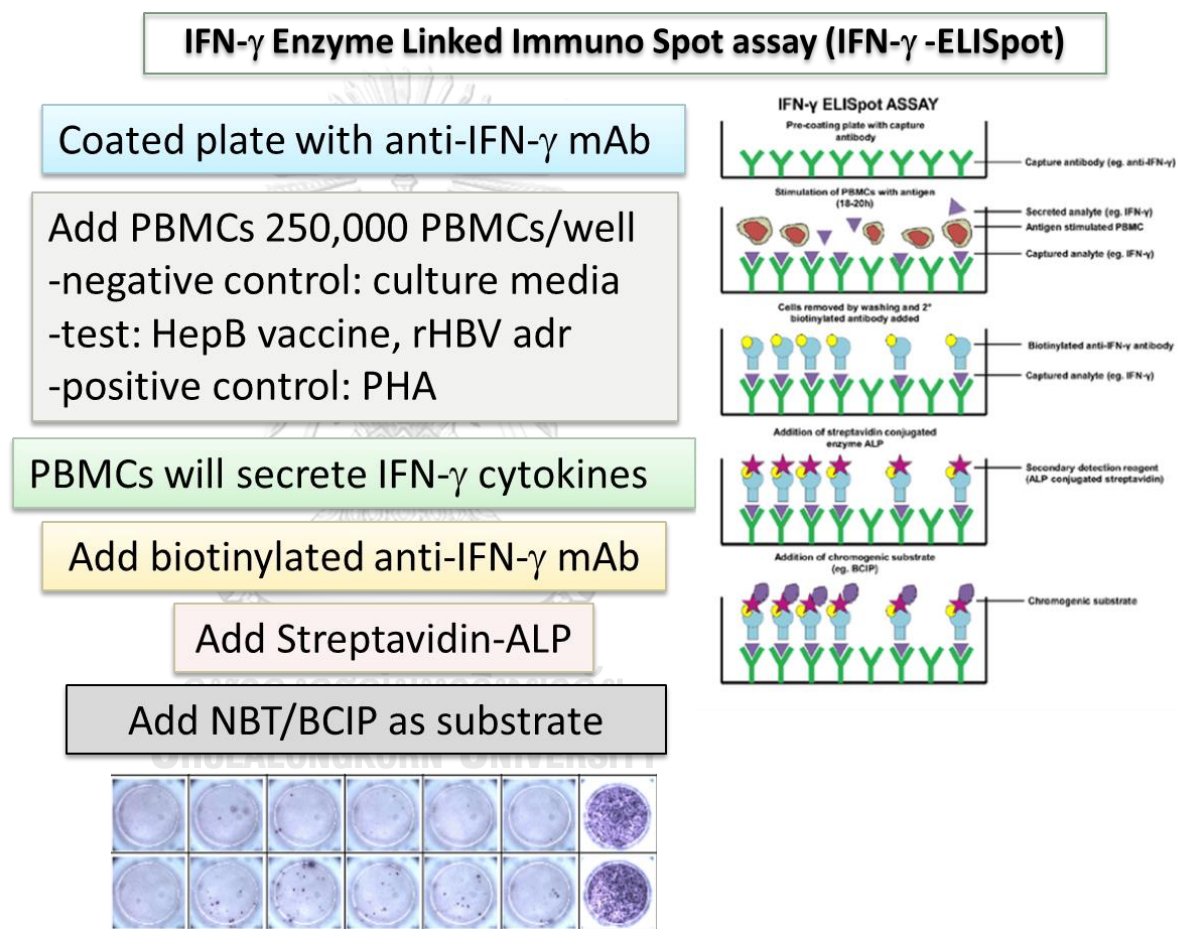 IFN-γ Enzyme Linked Immuno Spot assay (IFN-γ -ELISpot)
Coated plate with anti-IFN-γ mAb
Add PBMCs 250,000 PBMCs/well
-negative control: culture media
-test: HepB vaccine, rHBV adr
-positive control: PHA
PBMCs will secrete IFN-γ cytokines
Add biotinylated anti-IFN-γ mAb
Add Streptavidin-ALP
Add NBT/BCIP as substrate
CHULALONGKORN UNIVERSITY
IFN-γ ELISpot ASSAY
Pre-coating plate with capture
antibody
Capture antibody (eg. anti-IFN-γ)
Stimulation of PBMCs with antigen
(18-20h)
Secreted analyte (eg. IFN-γ)
Antigen stimulated PBMC
Captured analyte (eg. IFN-γ)
Cells removed by washing and 2°
biotinylated antibody added
Biotinylated anti-IFN-γ antibody
Captured analyte (eg. IFN-γ)
Addition of streptavidin conjugated
enzyme ALP
Secondary detection reagent
(ALP conjugated streptavidin)
Addition of chromogenic substrate
(eg. BCIP)
Chromogenic substrate